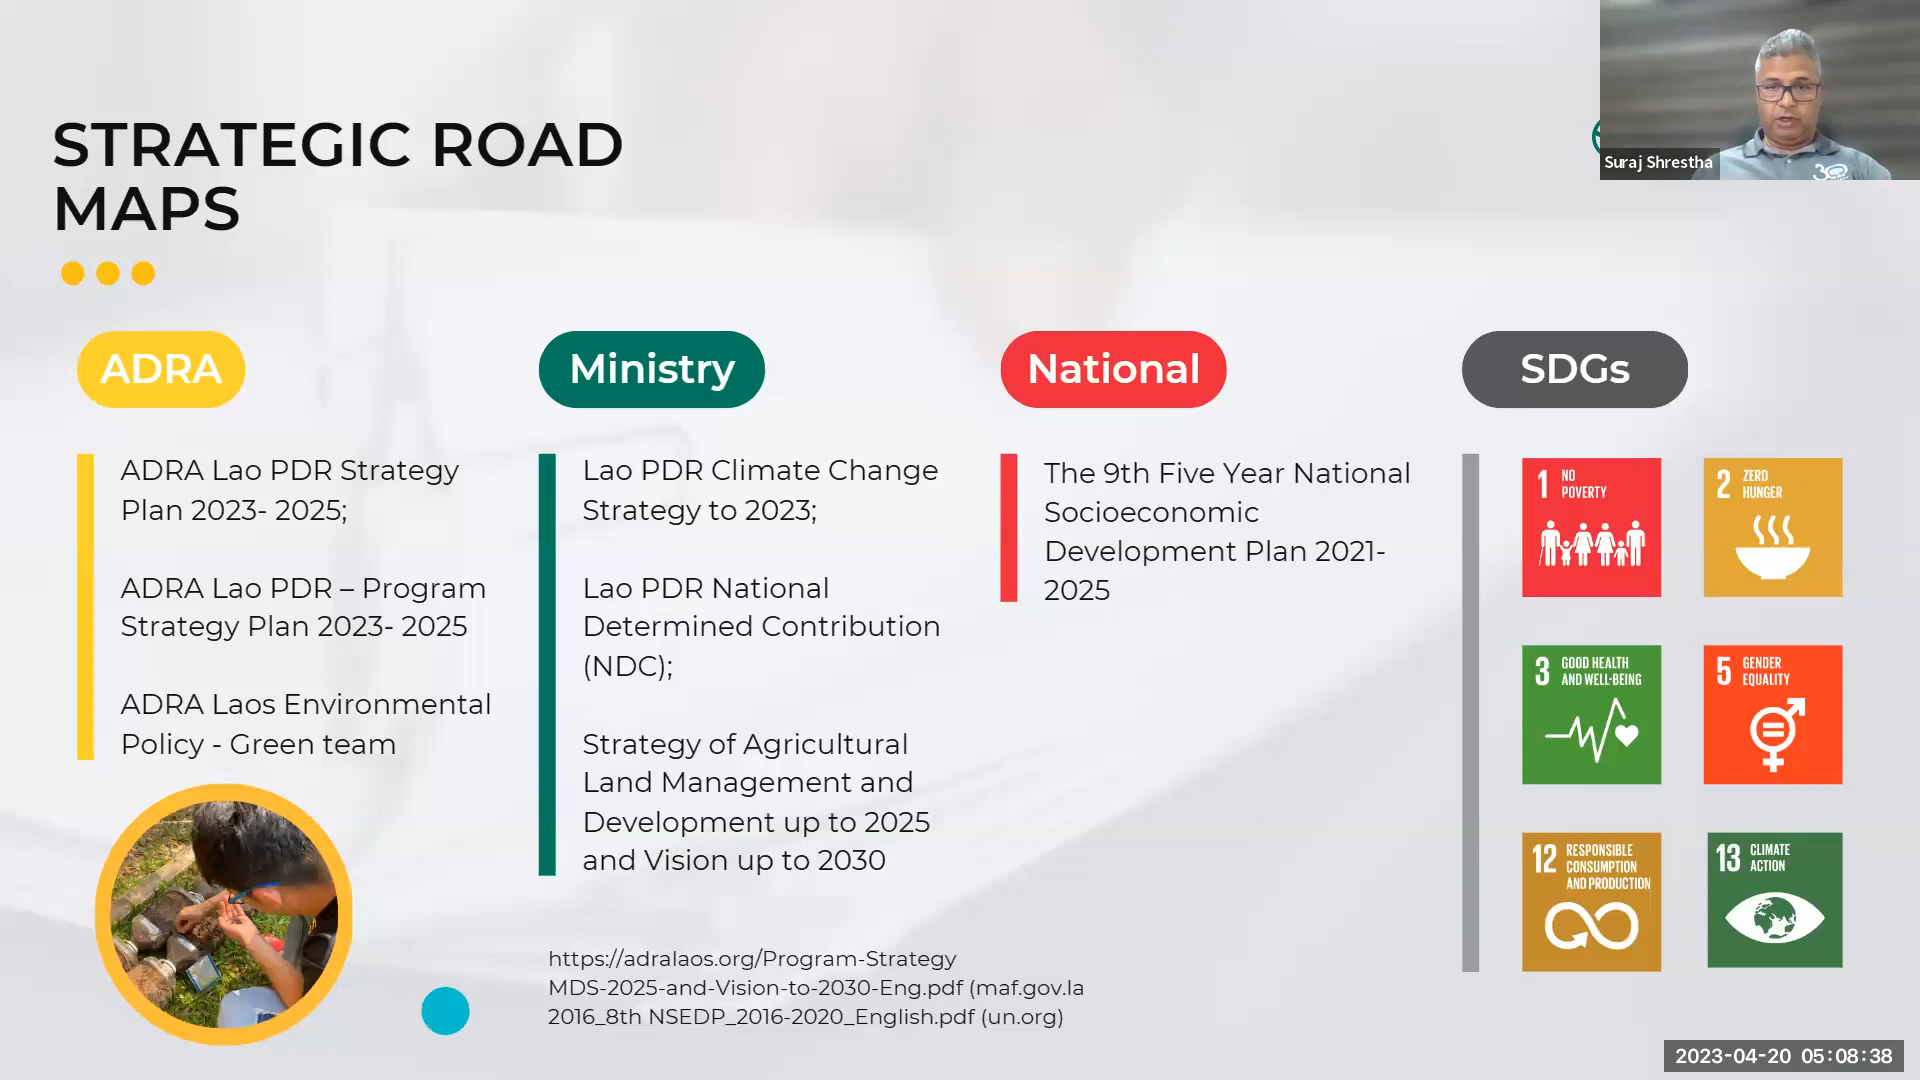 STRATEGIC ROAD
MAPS
Suraj Shrestha
ADRA
ADRA Lao PDR Strategy
Plan 2023- 2025;
ADRA Lao PDR – Program
Strategy Plan 2023- 2025
ADRA Laos Environmental
Policy - Green team
Ministry
Lao PDR Climate Change
Strategy to 2023;
Lao PDR National
Determined Contribution
(NDC);
Strategy of Agricultural
Land Management and
Development up to 2025
and Vision up to 2030
National
The 9th Five Year National
Socioeconomic
Development Plan 2021-
2025
SDGs
1 NO
POVERTY
2 ZERO
HUNGER
3 GOOD HEALTH
AND WELL-BEING
5 GENDER
EQUALITY
12 RESPONSIBLE
CONSUMPTION
AND PRODUCTION
13 CLIMATE
ACTION
https://adralaos.org/Program-Strategy
MDS-2025-and-Vision-to-2030-Eng.pdf (maf.gov.la
2016_8th NSEDP_2016-2020_English.pdf (un.org)
2023-04-20 05:08:38